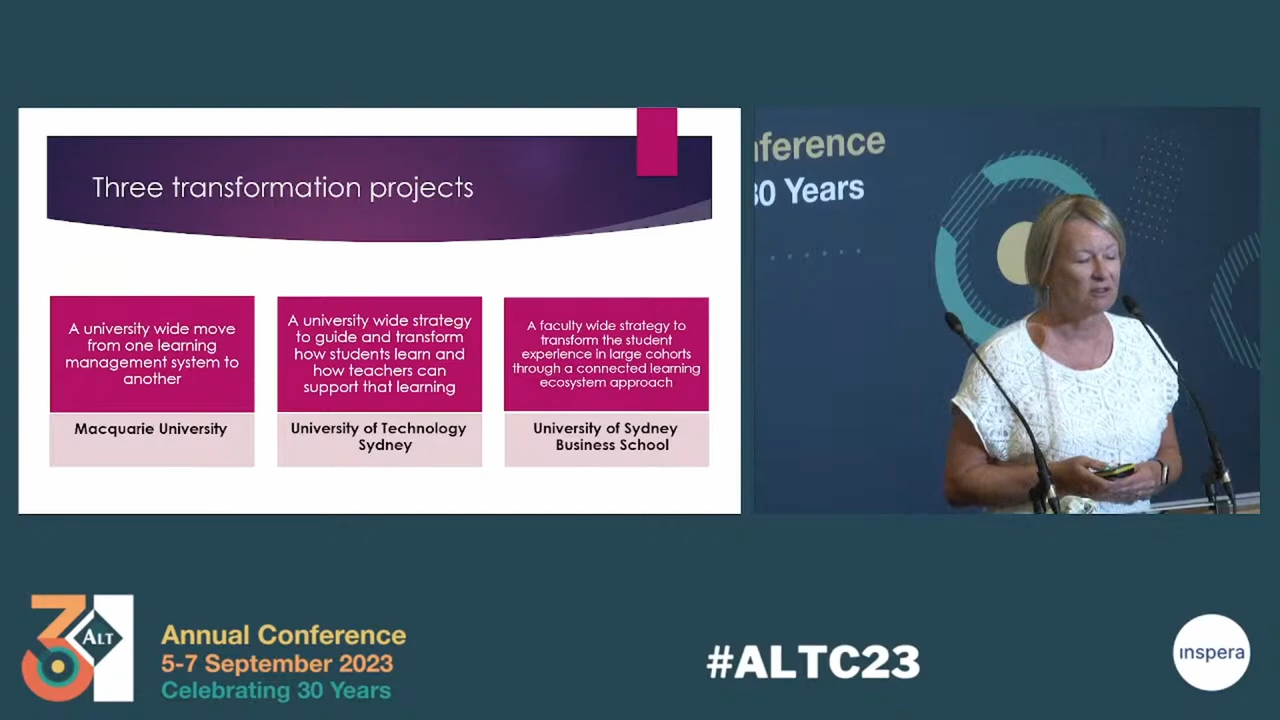 Three transformation projects
A university wide move
from one learning
management system to
another
Macquarie University
A university wide strategy
to guide and transform
how students learn and
how teachers can
support that learning
University of Technology
Sydney
A faculty wide strategy to
transform the student
experience in large cohorts
through a connected learning
ecosystem approach
University of Sydney
Business School
ference
30 Years
ALT
Annual Conference
5-7 September 2023
Celebrating 30 Years
#ALTC23
inspera